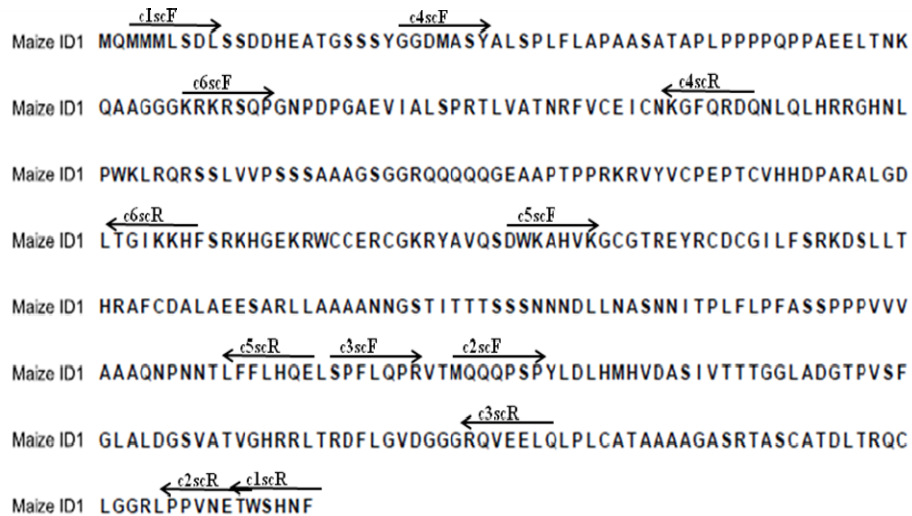 c1scF c4scF
Maize ID1 MQMMMLSDLSSDDHEATGSSSYGGDMASYALSPLFLAPAASATAPLPPPPQPPAEELTNK
c6scF c4scR
Maize ID1 QAAGGGKRKRSQPGNPDPGAEVIALSPRTLVATNRFVCEICNKGFQRDQNLQLHRRGHNL
Maize ID1 PWKLRQRSSLVVPSSSAAAGSGGRQQQQQGEAAPTPPRKRVYVCPEPTCVHHDPARALGD
c6scR c5scF
Maize ID1 LTGIKKHFSRKHGEKRWCCERCGKRYAVQSDWKAHVKGCGTREYRCDCGILFSRKDSLLT
Maize ID1 HRAFCDALAEESARLLAAAANNGSTITTTSSSNNNDLLNASNNITPLFLPFASSPPPVVV
c5scR c3scF c2scF
Maize ID1 AAAQNPNNTLFFLHQELSPFLQPRVTMQQQPSPYLDLHMHVDASIVTTTGGLADGTPVSF
c3scR
Maize ID1 GLALDGSVATVGHRRLTRDFLGVDGGGRQVEELQLPLCATAAAAGASRTASCATDLTRQC
c2scR c1scR
Maize ID1 LGGRLPPVNETWSHNF